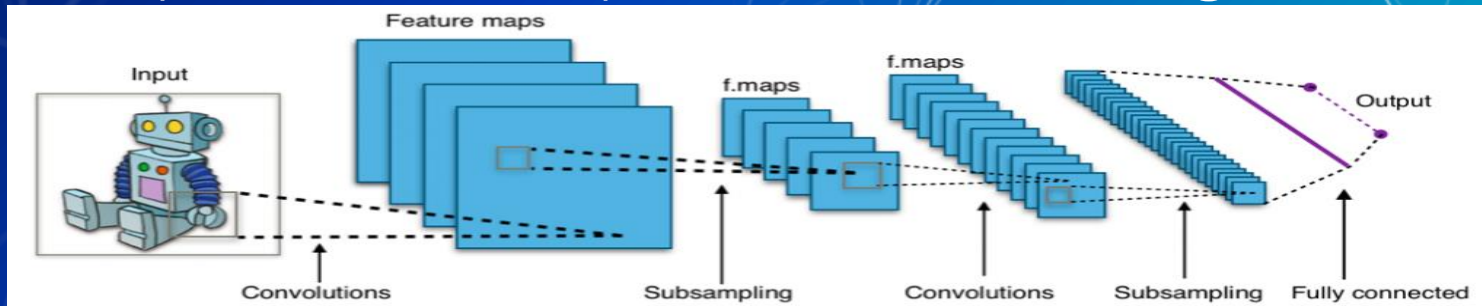 Feature maps
Input
f.maps
f.maps
Output
Convolutions
Subsampling
Convolutions
Subsampling
Fully connected